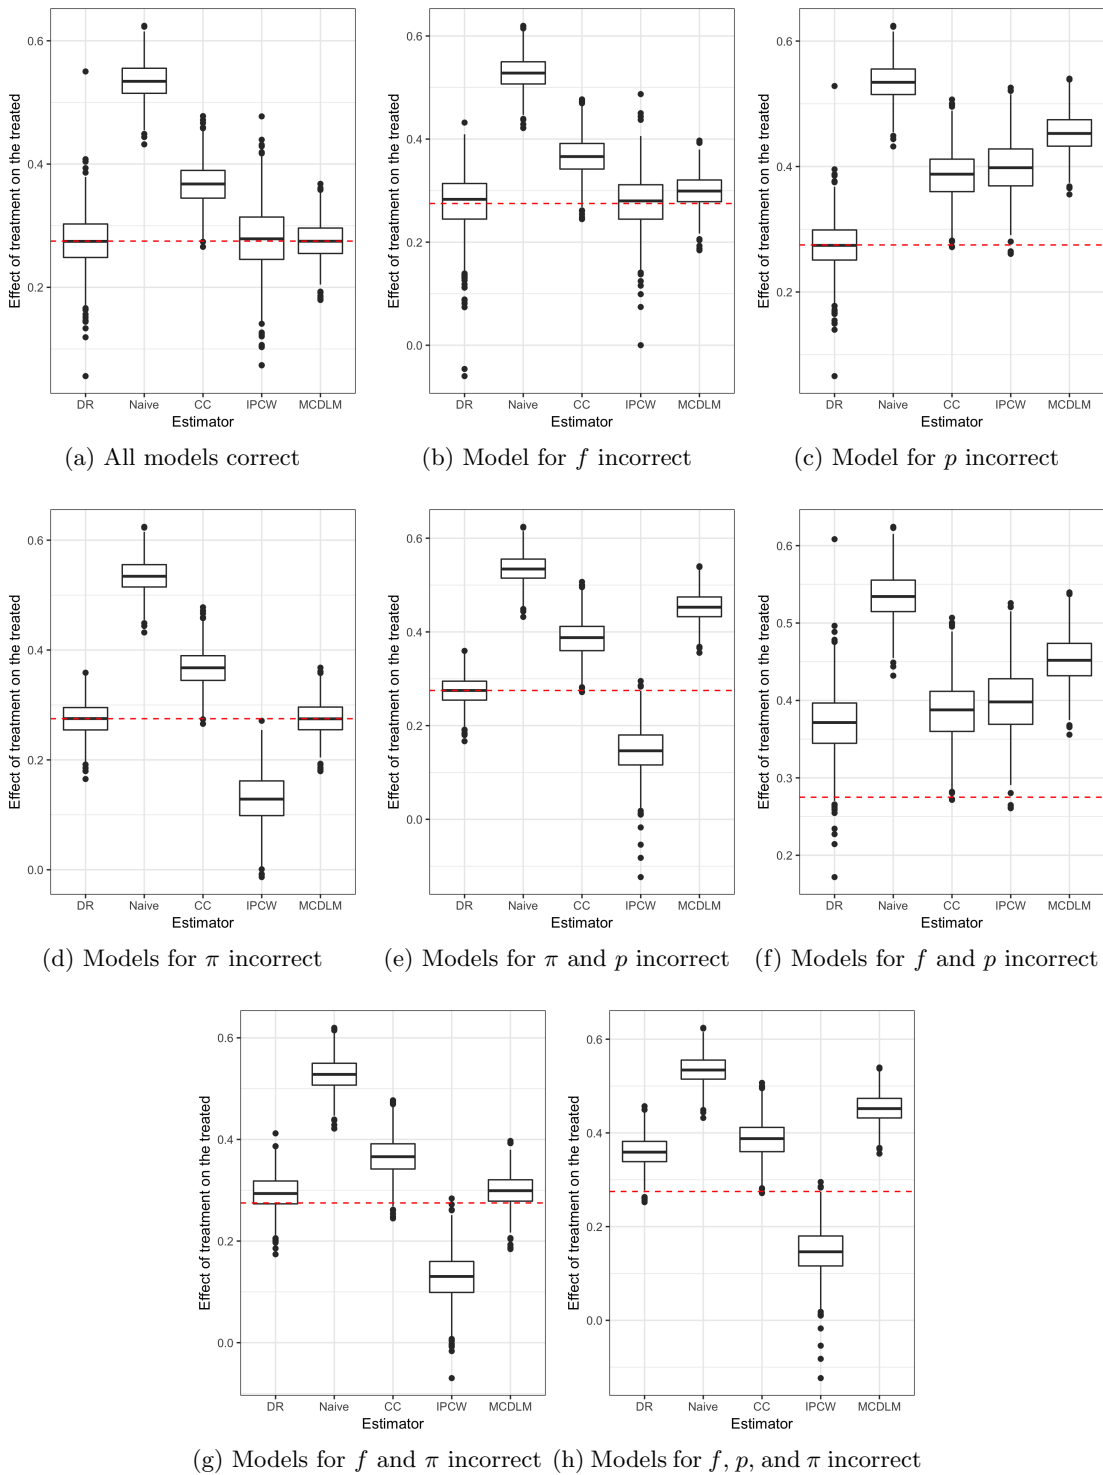 Effect of treatment on the treated
0.6
0.4
0.2
DR Naive CC IPCW MCDLM
Estimator
(a) All models correct
Effect of treatment on the treated
0.6
0.4
0.2
0.0
DR Naive CC IPCW MCDLM
Estimator
(b) Model for f incorrect
Effect of treatment on the treated
0.6
0.4
0.2
DR Naive CC IPCW MCDLM
Estimator
(c) Model for p incorrect
Effect of treatment on the treated
0.6
0.4
0.2
0.0
DR Naive CC IPCW MCDLM
Estimator
(d) Models for π incorrect
Effect of treatment on the treated
0.6
0.4
0.2
0.0
DR Naive CC IPCW MCDLM
Estimator
(e) Models for π and p incorrect
Effect of treatment on the treated
0.6
0.5
0.4
0.3
0.2
DR Naive CC IPCW MCDLM
Estimator
(f) Models for f and p incorrect
Effect of treatment on the treated
0.6
0.4
0.2
0.0
DR Naive CC IPCW MCDLM
Estimator
(g) Models for f and π incorrect
Effect of treatment on the treated
0.6
0.4
0.2
0.0
DR Naive CC IPCW MCDLM
Estimator
(h) Models for f, p, and π incorrect